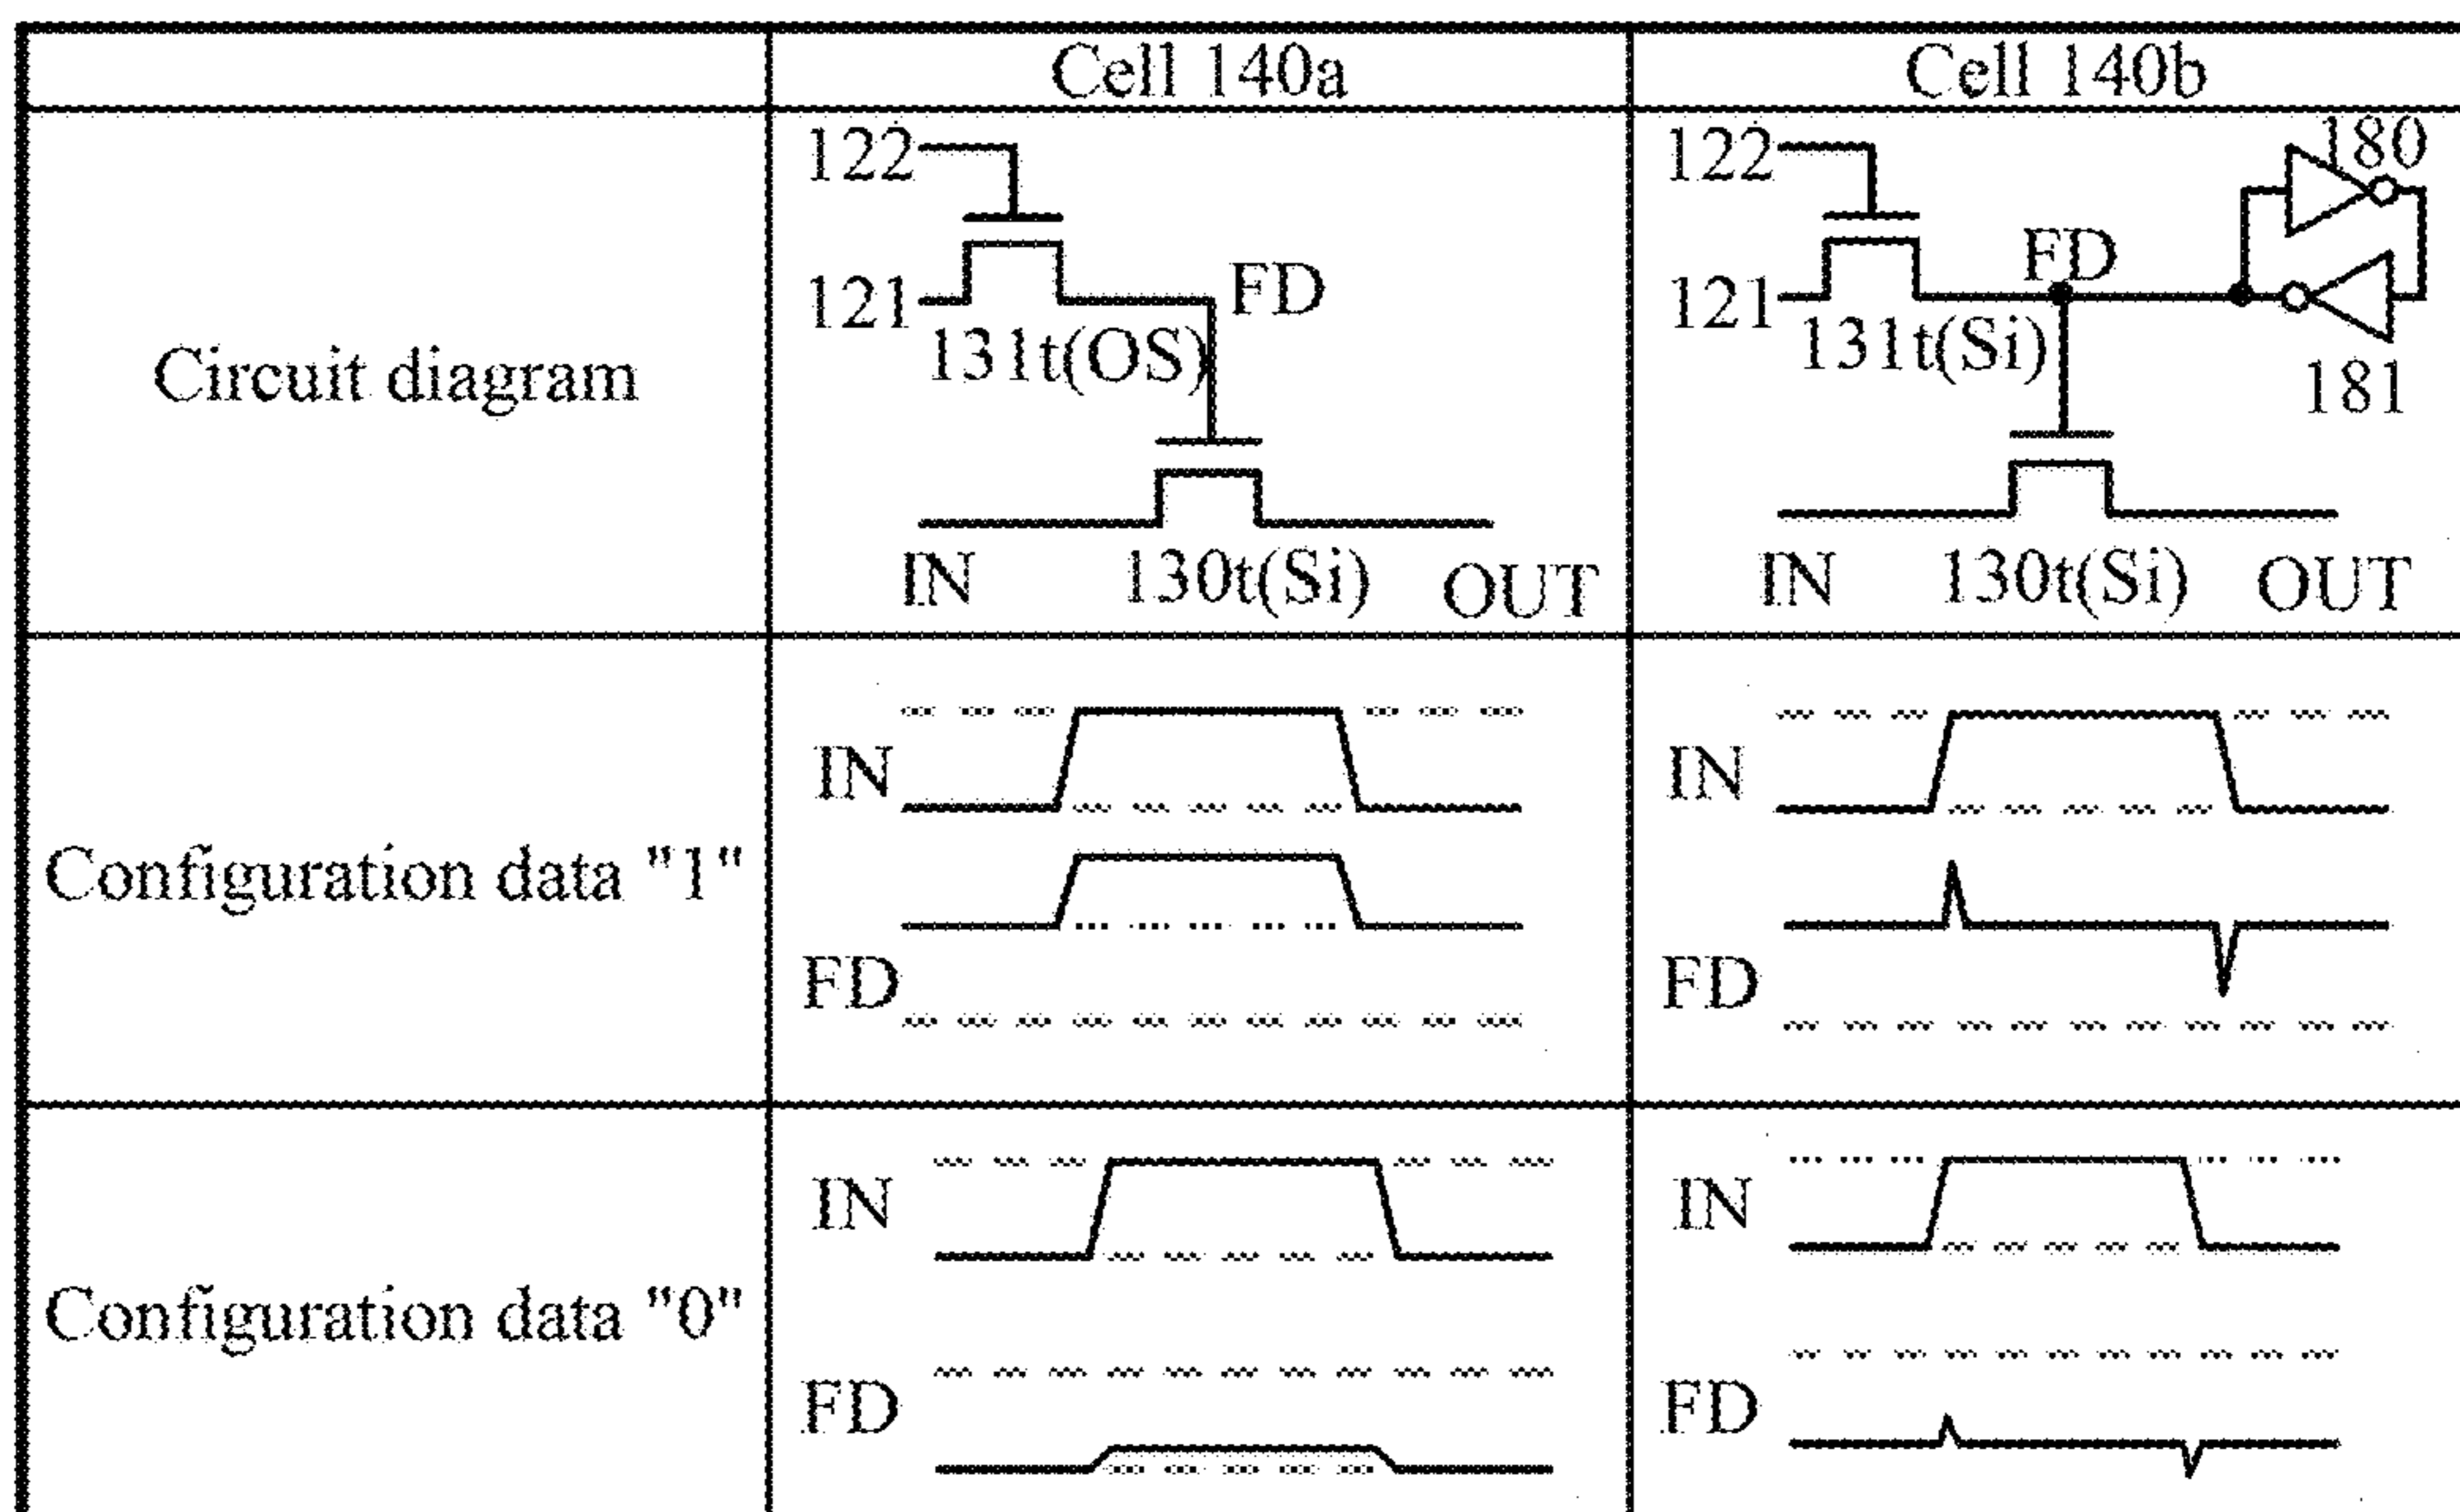 Cell 140a Cell 140b
Circuit diagram
122
121
131t(OS)
FD
IN 130t(Si) OUT
122
121
131t(Si)
FD
180
181
IN 130t(Si) OUT
Configuration data "1"
IN
FD
IN
FD
Configuration data "0"
IN
FD
IN
FD